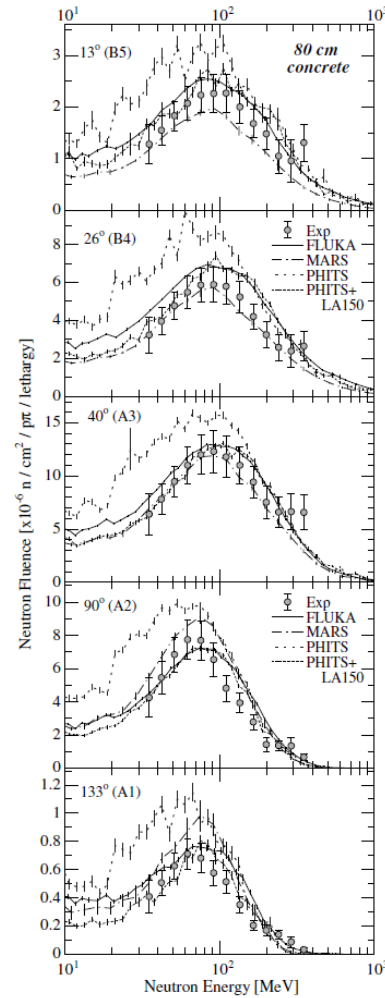 10¹ 10² 10³
13° (B5)
80 cm
concrete
3
2
1
0
26° (B4)
Exp
FLUKA
MARS
PHITS
PHITS+
LA150
8
6
4
2
0
Neutron Fluence [x10⁻⁶ n / cm² / pπ / lethargy]
40° (A3)
15
10
5
0
90° (A2)
Exp
FLUKA
MARS
PHITS
PHITS+
LA150
10
8
6
4
2
0
133° (A1)
1.2
1
0.8
0.6
0.4
0.2
0
10¹ 10² 10³
Neutron Energy [MeV]